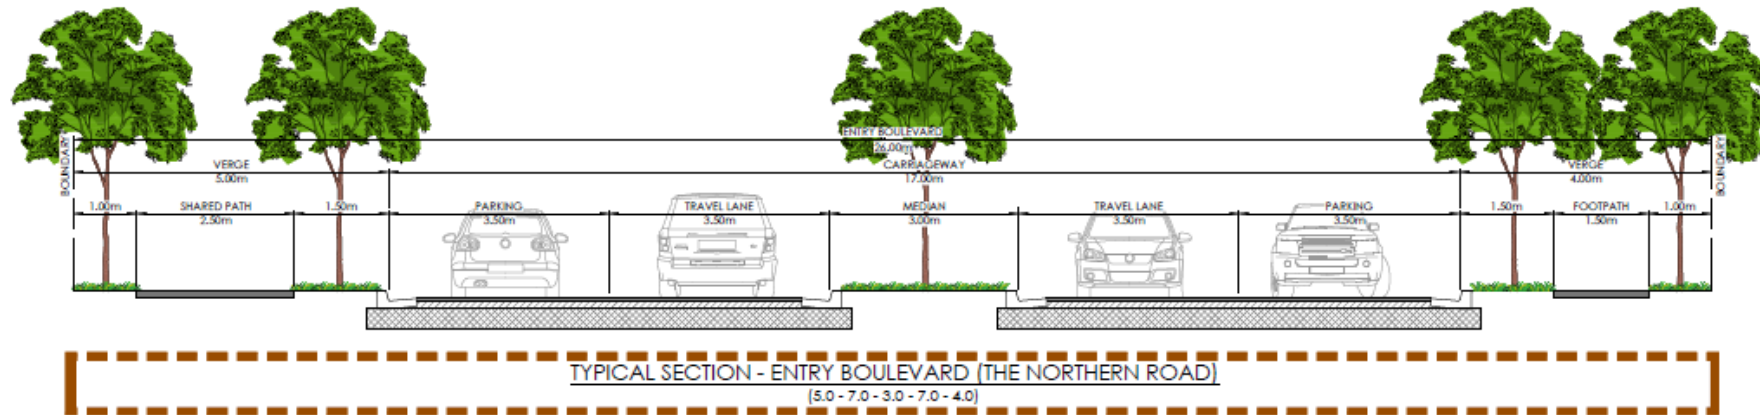 ENTRY BOULEVARD
26.00m
BOUNDARY
VERGE
5.00m
CARRIAGEWAY
17.00m
VERGE
4.00m
BOUNDARY
1.00m
SHARED PATH
2.50m
1.50m
PARKING
3.50m
TRAVEL LANE
3.50m
MEDIAN
3.00m
TRAVEL LANE
3.50m
PARKING
3.50m
1.50m
FOOTPATH
1.50m
1.00m
TYPICAL SECTION - ENTRY BOULEVARD (THE NORTHERN ROAD)
(5.0 - 7.0 - 3.0 - 7.0 - 4.0)